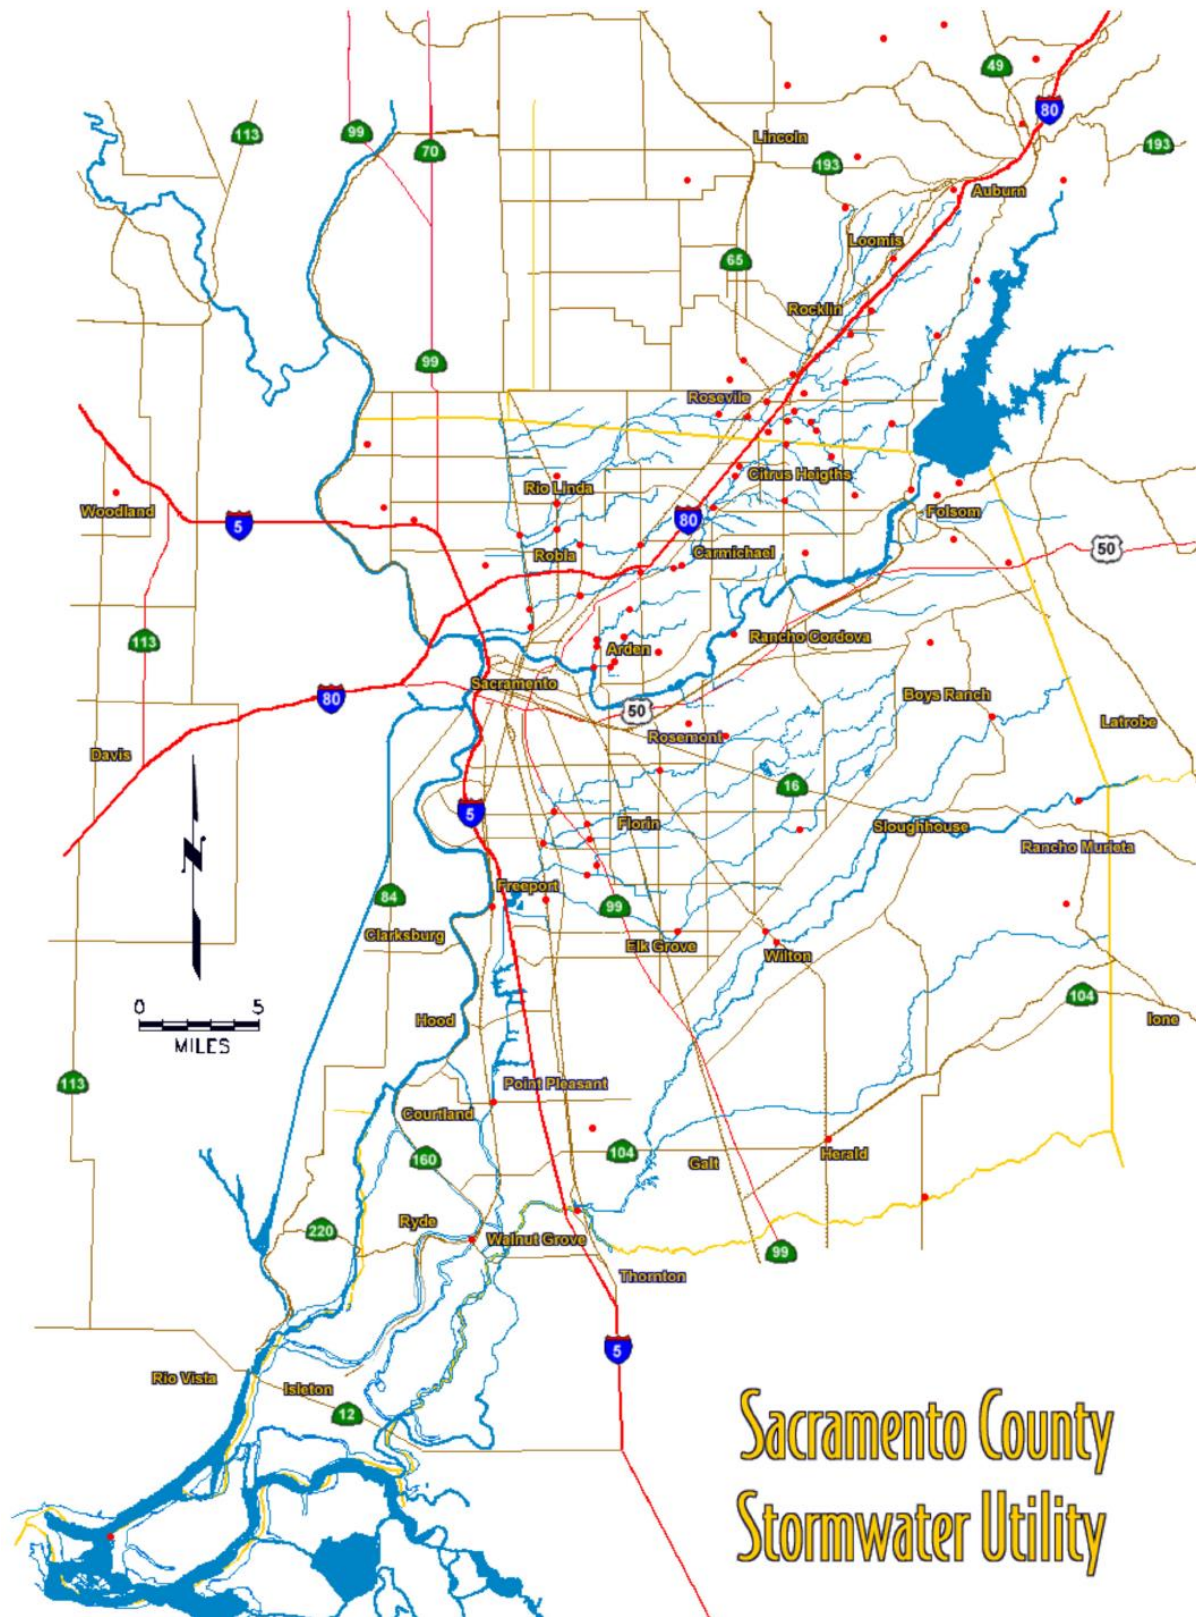 49
80
113
99
70
Lincoln
193
193
Auburn
Loomis
65
Rocklin
99
Rosevile
Citrus Heigths
Rio Linda
Woodland
5
80
Folsom
Robla
Carmichael
50
113
Arden
Rancho Cordova
Sacramento
80
50
Boys Ranch
Latrobe
Davis
Rosemont
16
5
Florin
Sloughhouse
Rancho Murieta
N
Freeport
84
99
Clarksburg
Elk Grove
Wilton
0 5
MILES
Hood
104
Ione
113
Point Pleasant
Courtland
160
104
Galt
Herald
220
Ryde
Walnut Grove
99
Thornton
5
Rio Vista
Isleton
12
Sacramento County
Stormwater Utility